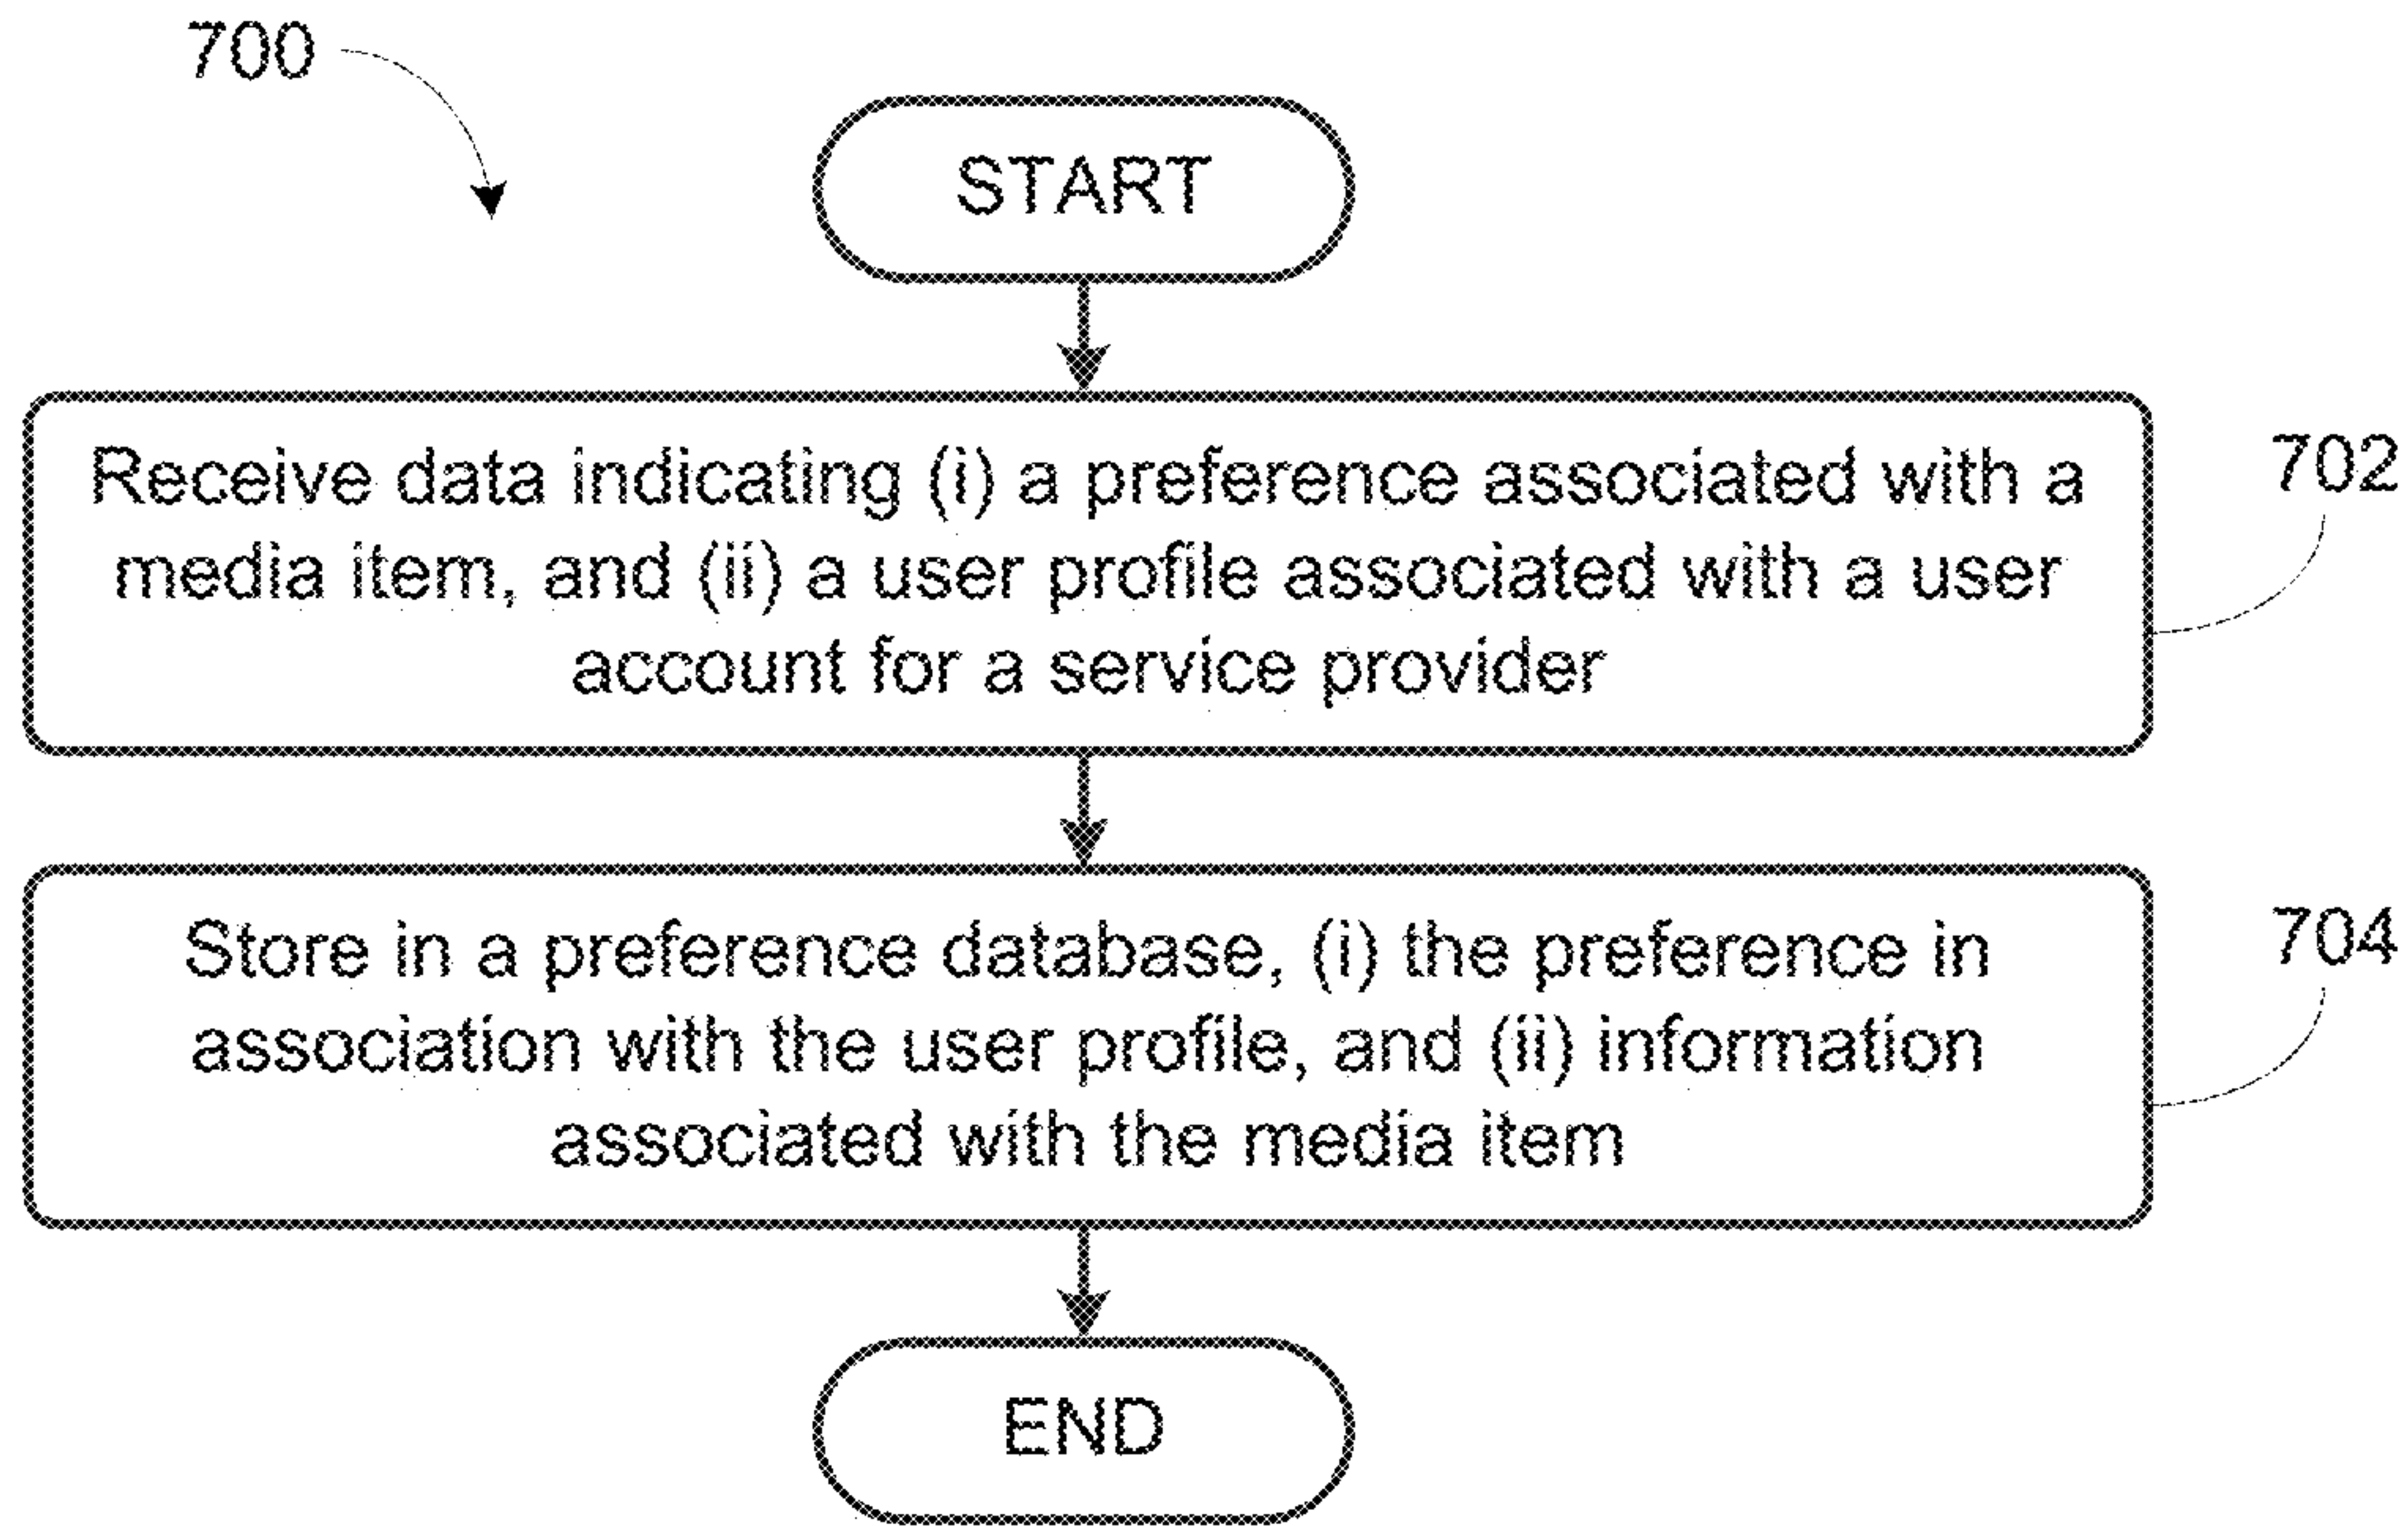 700
START
Receive data indicating (i) a preference associated with a
media item, and (ii) a user profile associated with a user
account for a service provider
702
Store in a preference database, (i) the preference in
association with the user profile, and (ii) information
associated with the media item
704
END